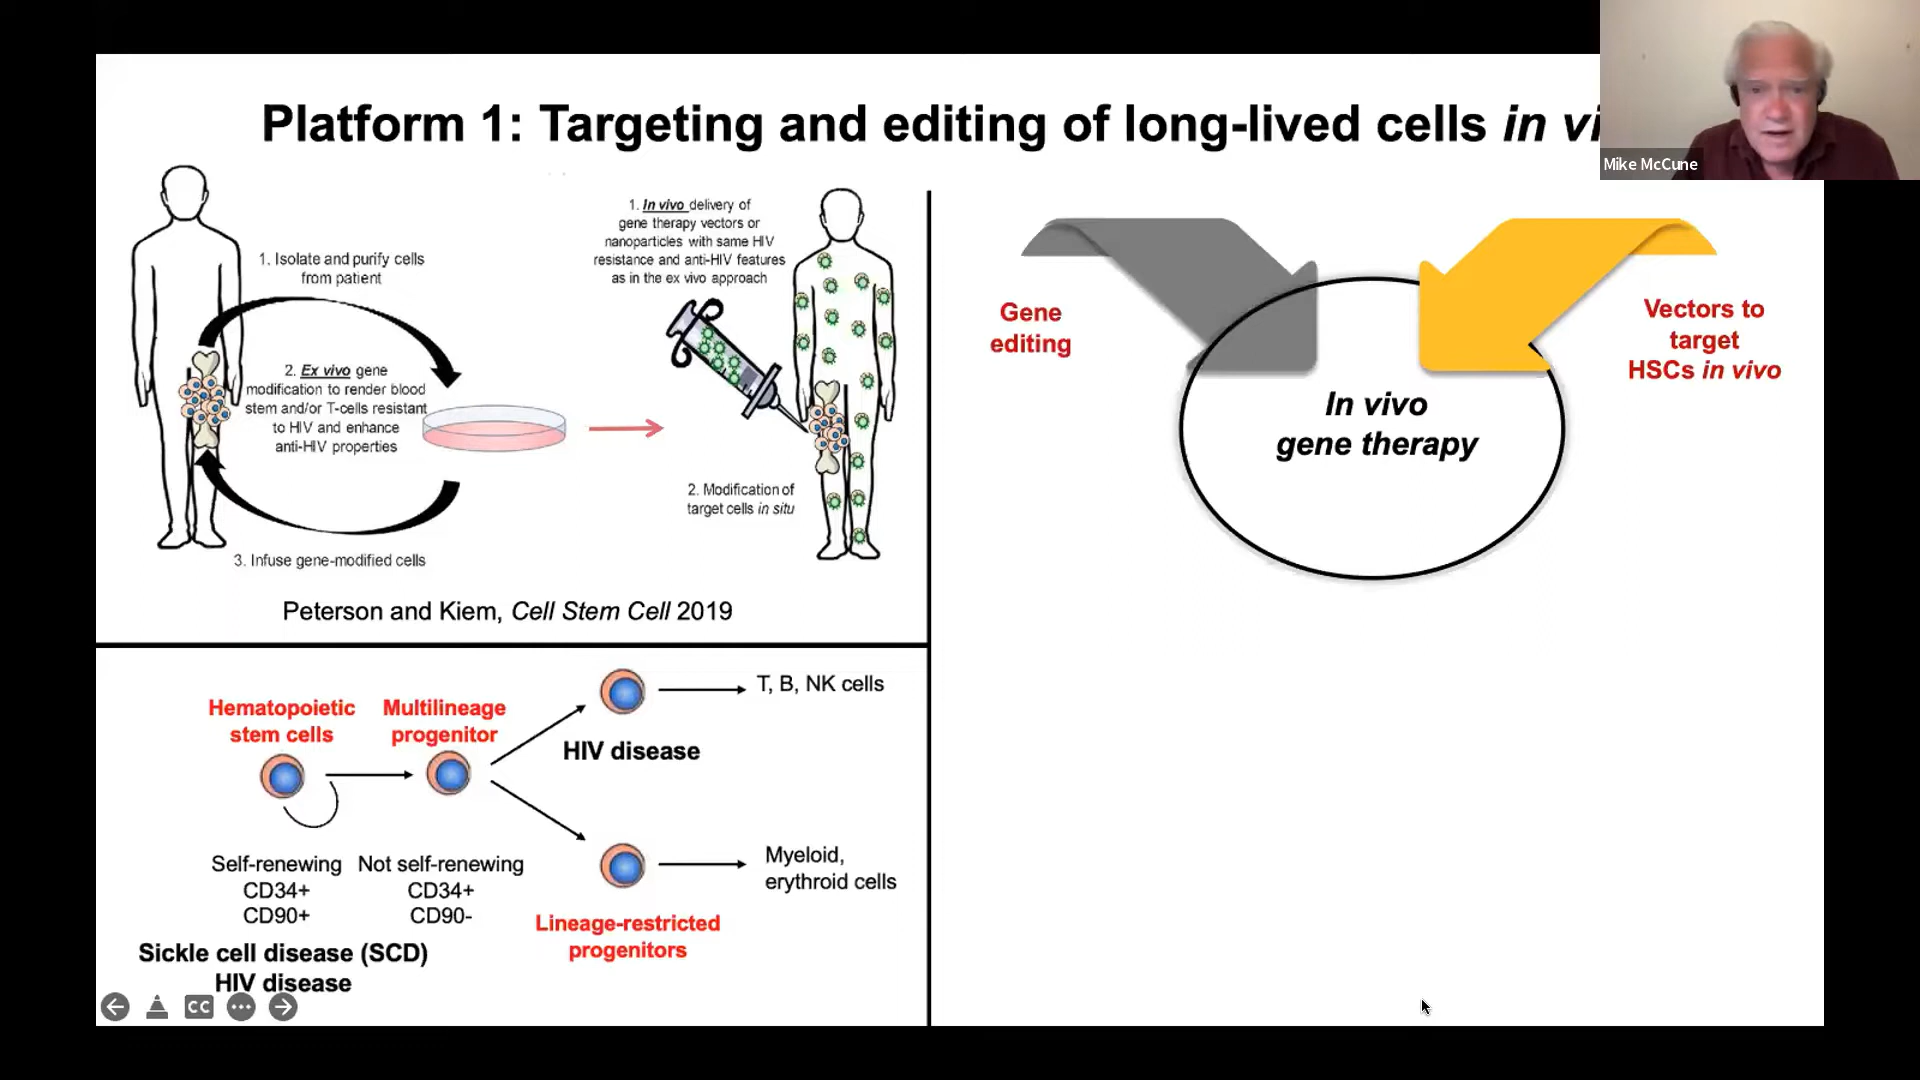 Platform 1: Targeting and editing of long-lived cells in vi
Mike McCune
1. Isolate and purify cells
from patient
2. Ex vivo gene
modification to render blood
stem and/or T-cells resistant
to HIV and enhance
anti-HIV properties
3. Infuse gene-modified cells
1. In vivo delivery of
gene therapy vectors or
nanoparticles with same HIV
resistance and anti-HIV features
as in the ex vivo approach
2. Modification of
target cells in situ
Peterson and Kiem, Cell Stem Cell 2019
Gene
editing
Vectors to
target
HSCs in vivo
In vivo
gene therapy
Hematopoietic
stem cells
Multilineage
progenitor
T, B, NK cells
HIV disease
Self-renewing
CD34+
CD90+
Not self-renewing
CD34+
CD90-
Myeloid,
erythroid cells
Lineage-restricted
progenitors
Sickle cell disease (SCD)
HIV disease
CC